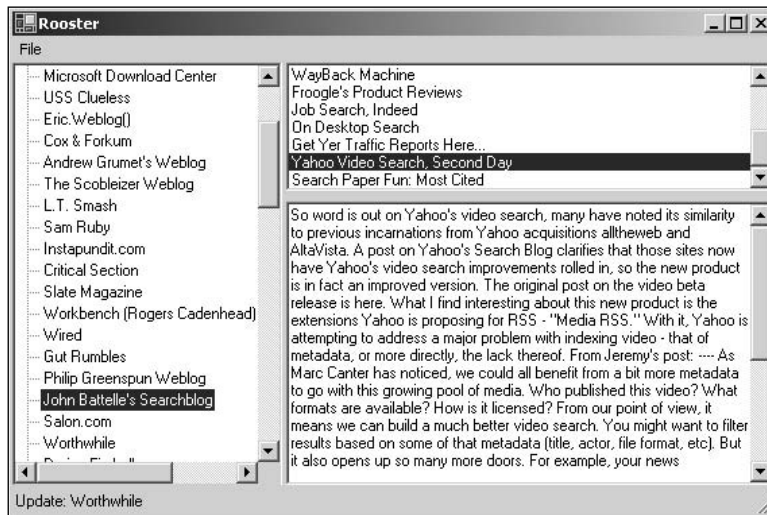 Rooster
File
Microsoft Download Center
USS Clueless
Eric.Weblog()
Cox & Forkum
Andrew Grumet's Weblog
The Scobleizer Weblog
L.T. Smash
Sam Ruby
Instapundit.com
Critical Section
Slate Magazine
Workbench (Rogers Cadenhead)
Wired
Gut Rumbles
Philip Greenspun Weblog
John Battelle's Searchblog
Salon.com
Worthwhile
WayBack Machine
Froogle's Product Reviews
Job Search, Indeed
On Desktop Search
Get Yer Traffic Reports Here...
Yahoo Video Search, Second Day
Search Paper Fun: Most Cited
So word is out on Yahoo's video search, many have noted its similarity
to previous incarnations from Yahoo acquisitions alltheweb and
AltaVista. A post on Yahoo's Search Blog clarifies that those sites now
have Yahoo's video search improvements rolled in, so the new product
is in fact an improved version. The original post on the video beta
release is here. What I find interesting about this new product is the
extensions Yahoo is proposing for RSS - "Media RSS." With it, Yahoo is
attempting to address a major problem with indexing video - that of
metadata, or more directly, the lack thereof. From Jeremy's post: ---- As
Marc Canter has noticed, we could all benefit from a bit more metadata
to go with this growing pool of media. Who published this video? What
formats are available? How is it licensed? From our point of view, it
means we can build a much better video search. You might want to filter
results based on some of that metadata (title, actor, file format, etc). But
it also opens up so many more doors. For example, your news
Update: Worthwhile